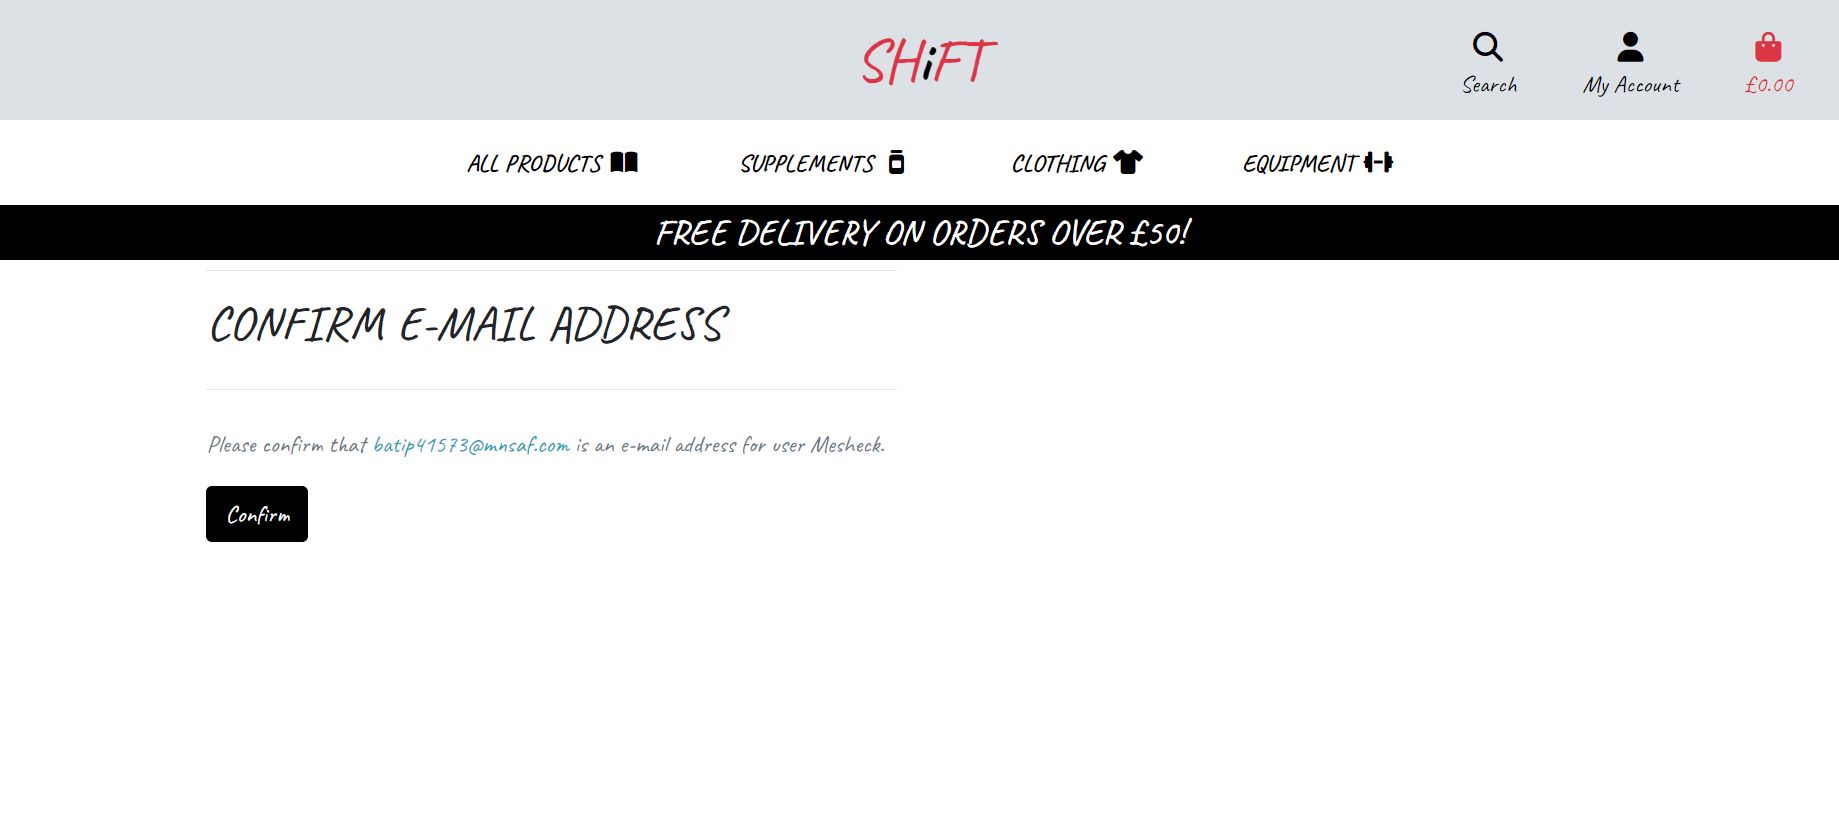 SHiFT
Search
My Account
£0.00
ALL PRODUCTS
SUPPLEMENTS
CLOTHING
EQUIPMENT
FREE DELIVERY ON ORDERS OVER £50!
CONFIRM E-MAIL ADDRESS
Please confirm that batip41573@mnsaf.com is an e-mail address for user Mesheck.
Confirm